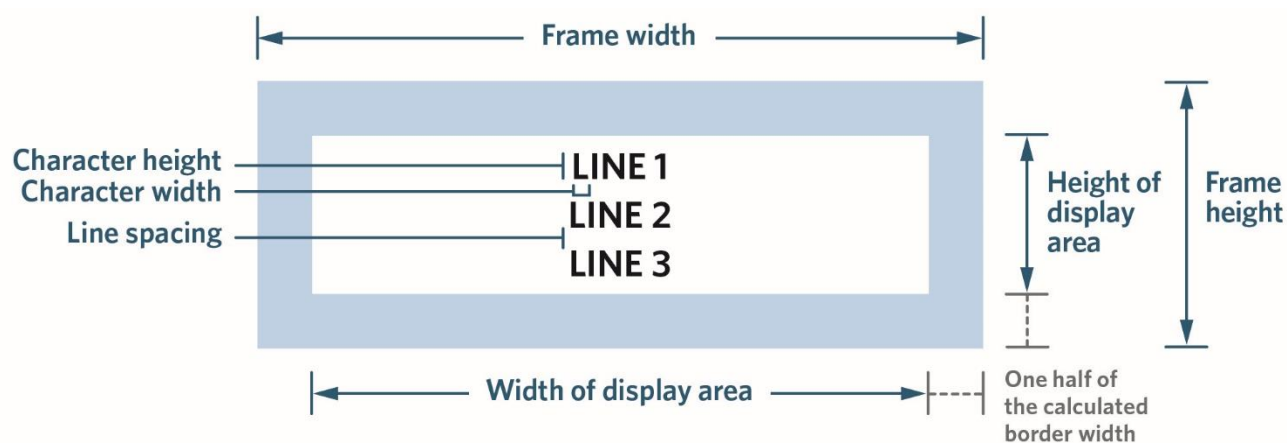 Frame width
Character height
Character width
Line spacing
LINE 1
LINE 2
LINE 3
Height of
display
area
Frame
height
Width of display area
One half of
the calculated
border width